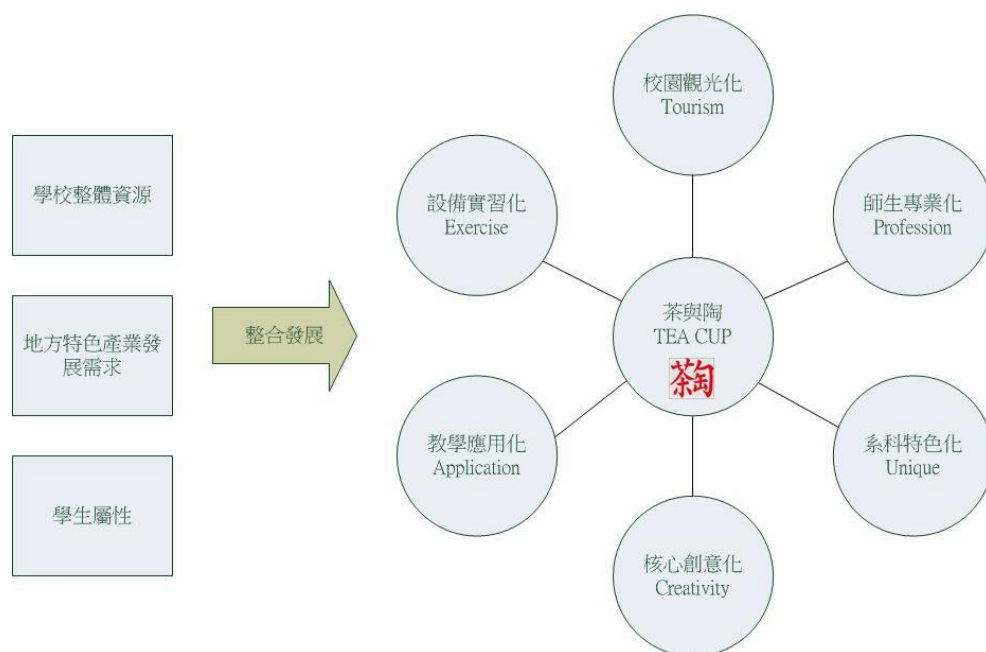 學校整體資源
地方特色產業發
展需求
學生屬性
整合發展
校園觀光化
Tourism
設備實習化
Exercise
師生專業化
Profession
茶與陶
TEA CUP
教學應用化
Application
系科特色化
Unique
核心創意化
Creativity